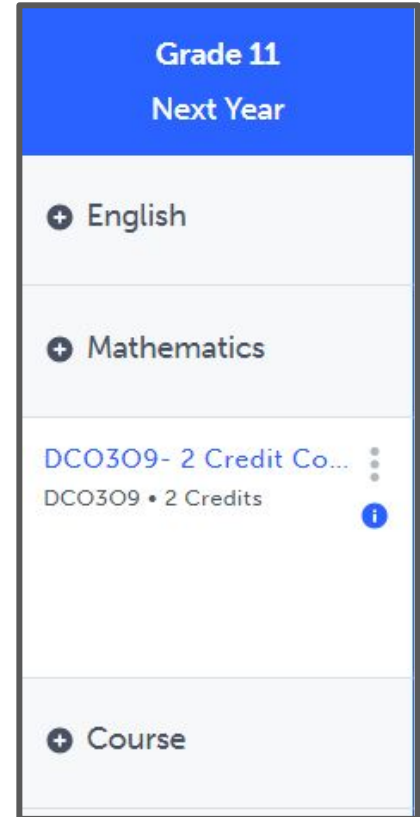 Grade 11
Next Year
English
Mathematics
DCO3O9- 2 Credit Co...
DCO3O9 • 2 Credits
Course